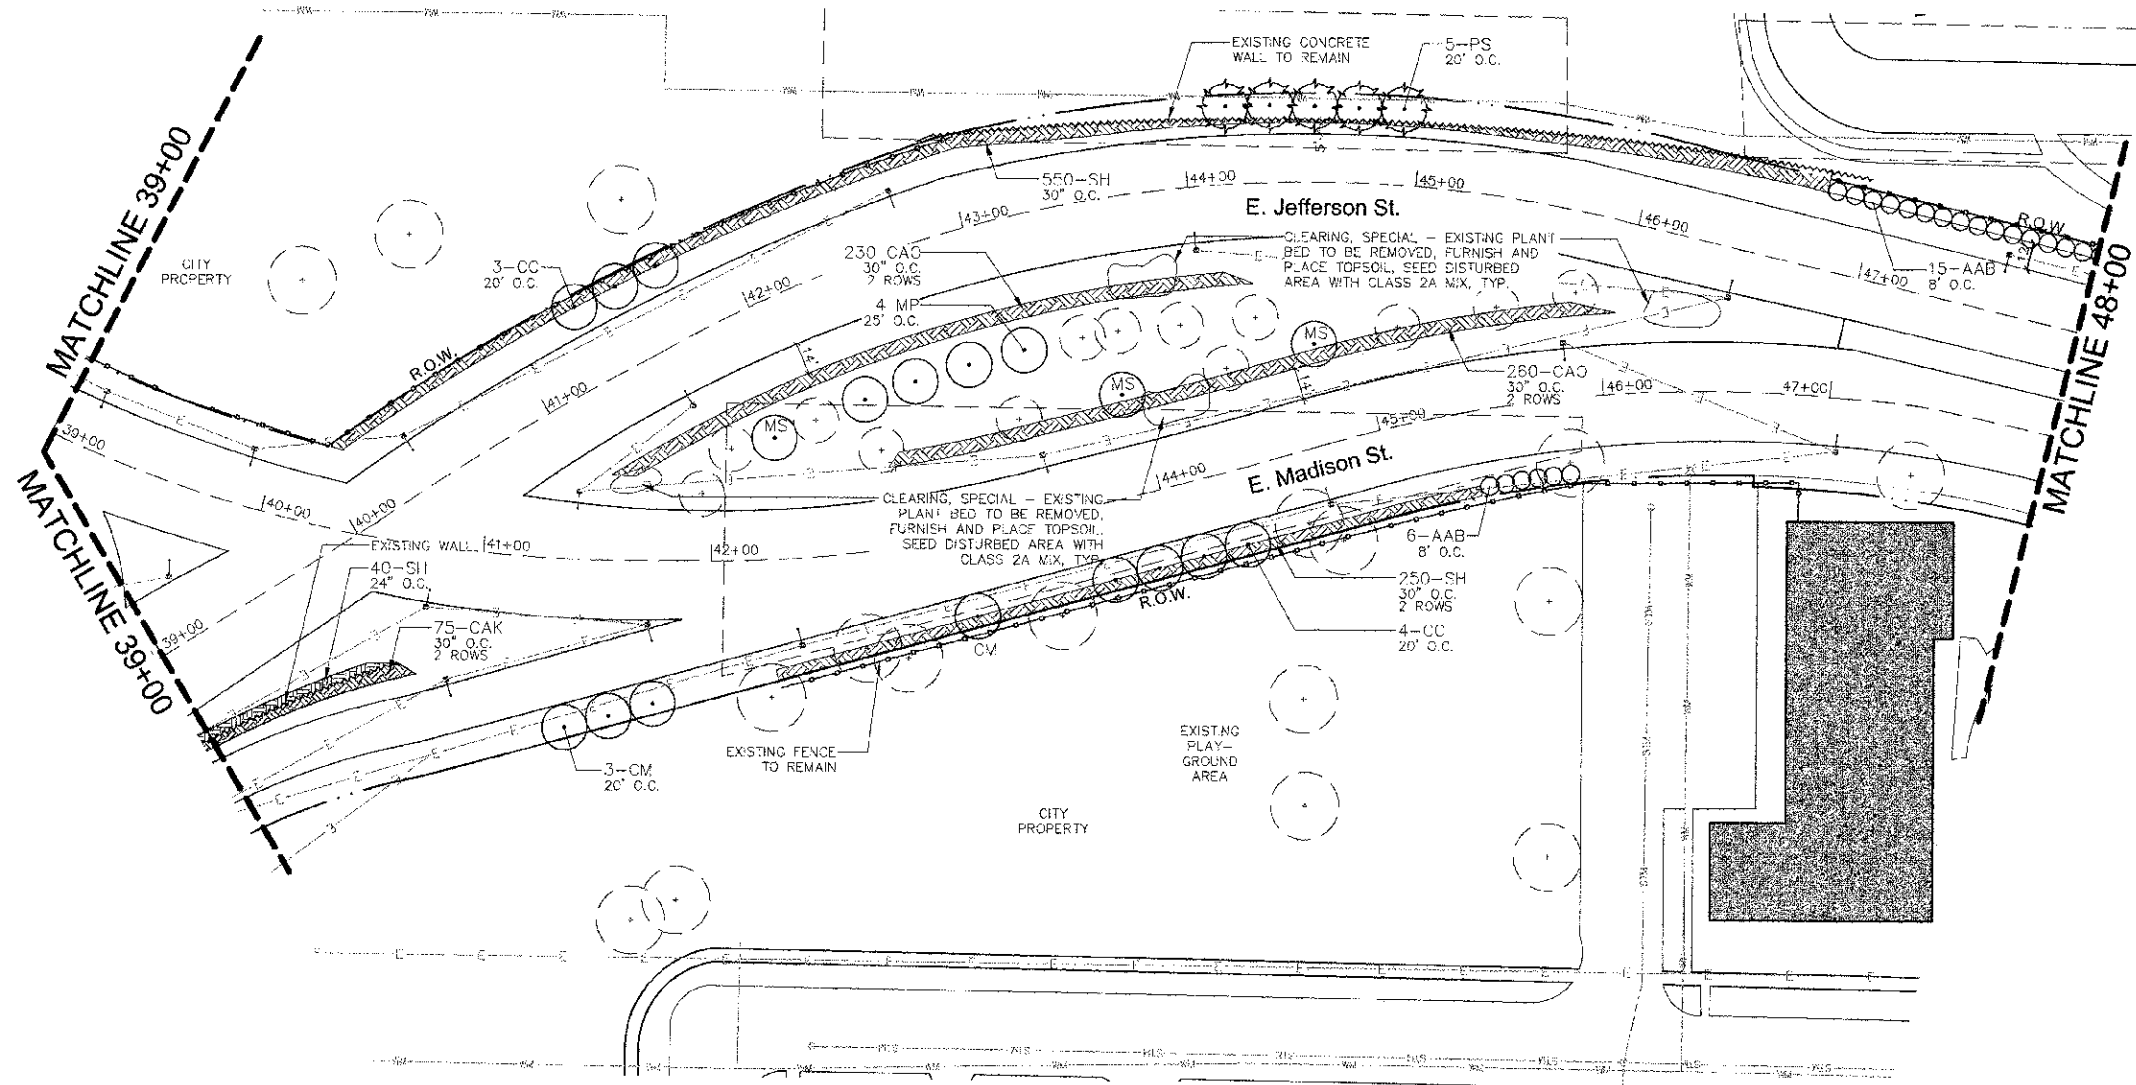 EXISTING CONCRETE
WALL TO REMAIN
5-PS
20' O.C.
MATCHLINE 39+00
CITY
PROPERTY
550-SH
30" O.C.
44+00
45+00
43+00
E. Jefferson St.
46+00
R.O.W.
3-CC
20' O.C.
230 CAO
30" O.C.
2 ROWS
CLEARING, SPECIAL - EXISTING PLANT
BED TO BE REMOVED, FURNISH AND
PLACE TOPSOIL, SEED DISTURBED
AREA WITH CLASS 2A MIX, TYP.
12'
47+00
15-AAB
8' O.C.
42+00
4 MP
25' O.C.
MATCHLINE 48+00
R.O.W.
14'
MS
260-CAO
30" O.C.
2 ROWS
14'
46+00
47+00
41+00
MS
MS
45+00
39+00
E. Madison St.
44+00
MATCHLINE 39+00
40+00
40+00
CLEARING, SPECIAL - EXISTING
PLANT BED TO BE REMOVED,
FURNISH AND PLACE TOPSOIL,
SEED DISTURBED AREA WITH
CLASS 2A MIX, TYP.
EXISTING WALL
41+00
42+00
6-AAB
8' O.C.
40-SH
24" O.C.
250-SH
30" O.C.
2 ROWS
R.O.W.
39+00
75-CAK
30" O.C.
2 ROWS
4-CC
20' O.C.
CM
EXISTING FENCE
TO REMAIN
3-CM
20' O.C.
EXISTING
PLAY-
GROUND
AREA
CITY
PROPERTY